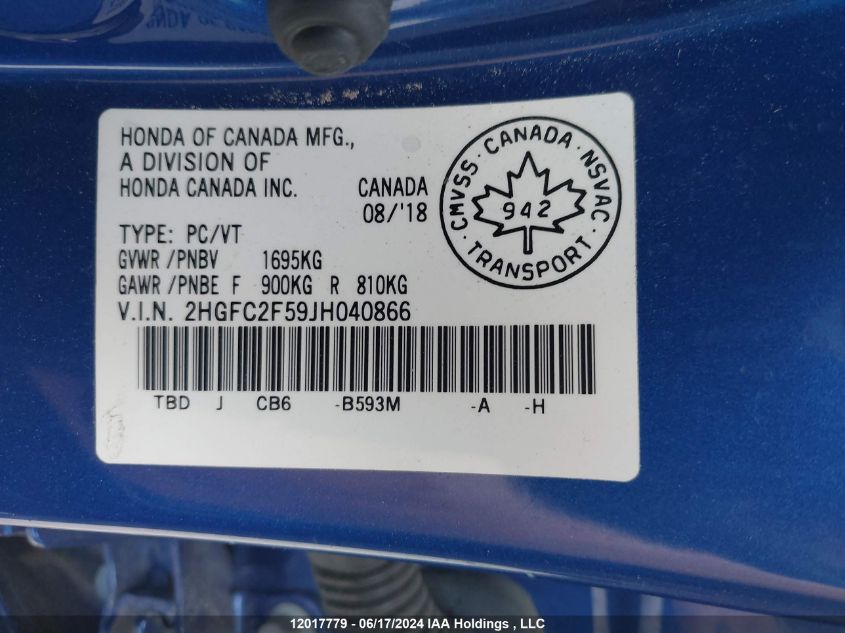 HONDA OF CANADA MFG.,
A DIVISION OF
HONDA CANADA INC. CANADA
08/'18
TYPE: PC/VT
GVWR /PNBV 1695KG
GAWR /PNBE F 900KG R 810KG
V.I.N. 2HGFC2F59JH040866
TBD J CB6 -B593M -A -H
CMVSS · CANADA · NSVAC · TRANSPORT ·
942
12017779 - 06/17/2024 IAA Holdings , LLC